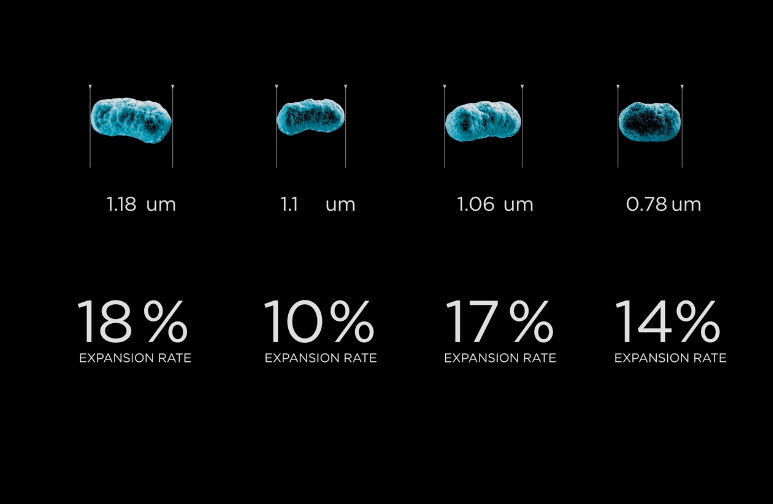 1.18 um
1.1 um
1.06 um
0.78 um
18%
EXPANSION RATE
10%
EXPANSION RATE
17%
EXPANSION RATE
14%
EXPANSION RATE